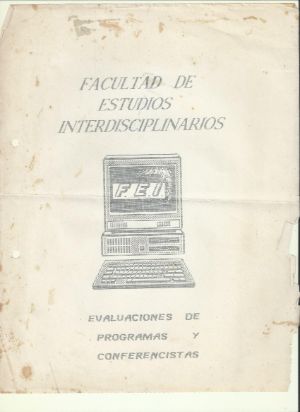 FACULTAD DE
ESTUDIOS
INTERDISCIPLINARIOS
FEI
EVALUACIONES DE
PROGRAMAS Y
CONFERENCISTAS